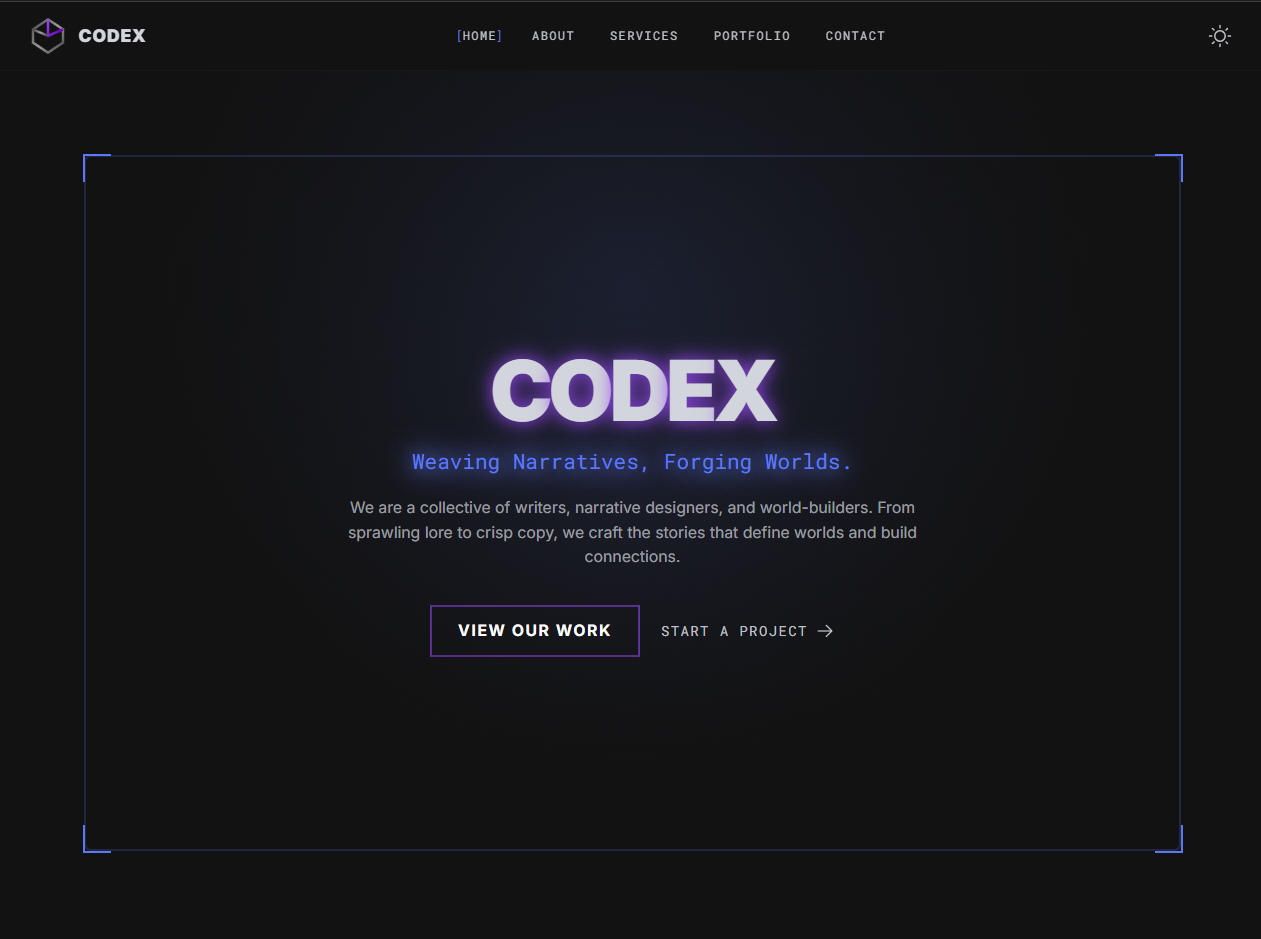 CODEX
[HOME] ABOUT SERVICES PORTFOLIO CONTACT
CODEX
Weaving Narratives, Forging Worlds.
We are a collective of writers, narrative designers, and world-builders. From
sprawling lore to crisp copy, we craft the stories that define worlds and build
connections.
VIEW OUR WORK
START A PROJECT →